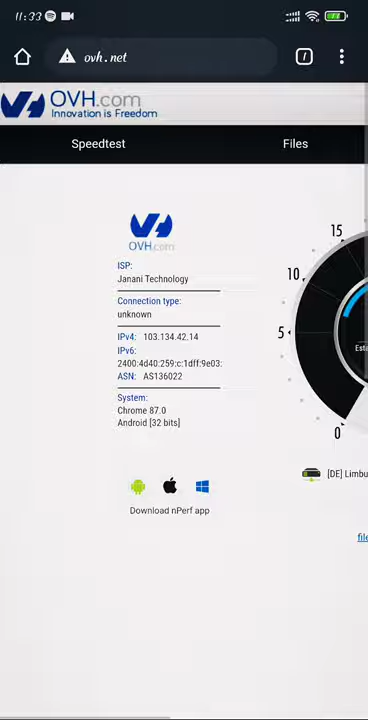 11:33
ovh.net
OVH.com
Innovation is Freedom
Speedtest
Files
OVH.com
ISP:
Janani Technology
Connection type:
unknown
IPv4: 103.134.42.14
IPv6:
2400:4d40:259:c:1dff:9e03:
ASN: AS136022
System:
Chrome 87.0
Android [32 bits]
Download nPerf app
15
10
5
0
Esta
[DE] Limbu
file